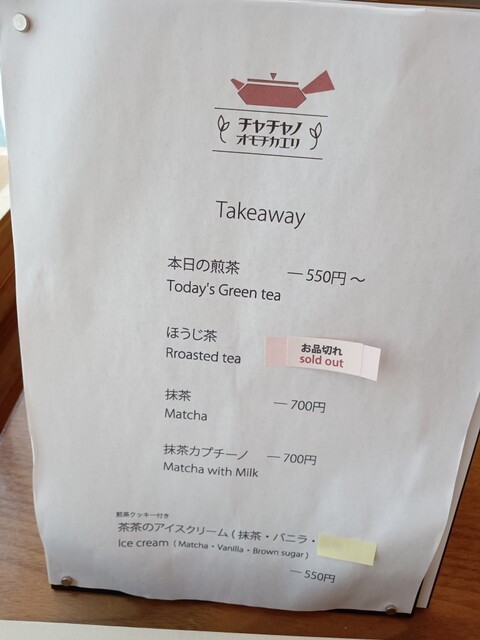 チャチャノ
オモチカエリ
Takeaway
本日の煎茶 — 550円～
Today's Green tea
ほうじ茶 お品切れ
Rroasted tea sold out
抹茶 — 700円
Matcha
抹茶カプチーノ — 700円
Matcha with Milk
煎茶クッキー付き
茶茶のアイスクリーム ( 抹茶・バニラ・
Ice cream ( Matcha・Vanilla・Brown sugar )
— 550円